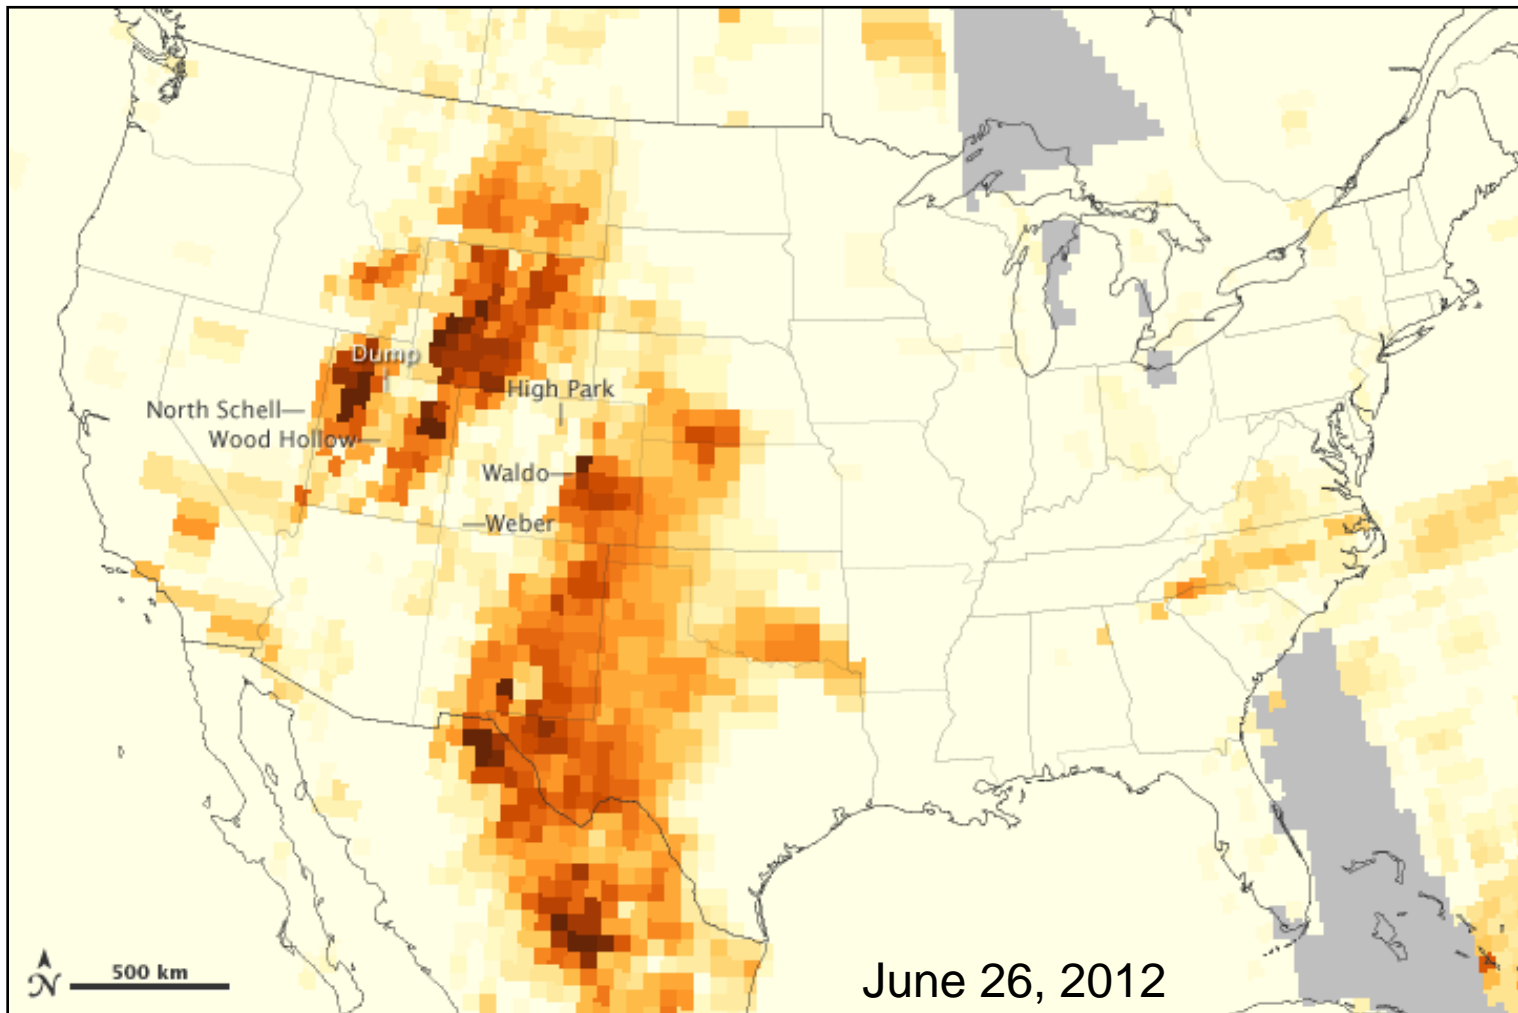 Dump
High Park
North Schell
Wood Hollow
Waldo
Weber
N
500 km
June 26, 2012